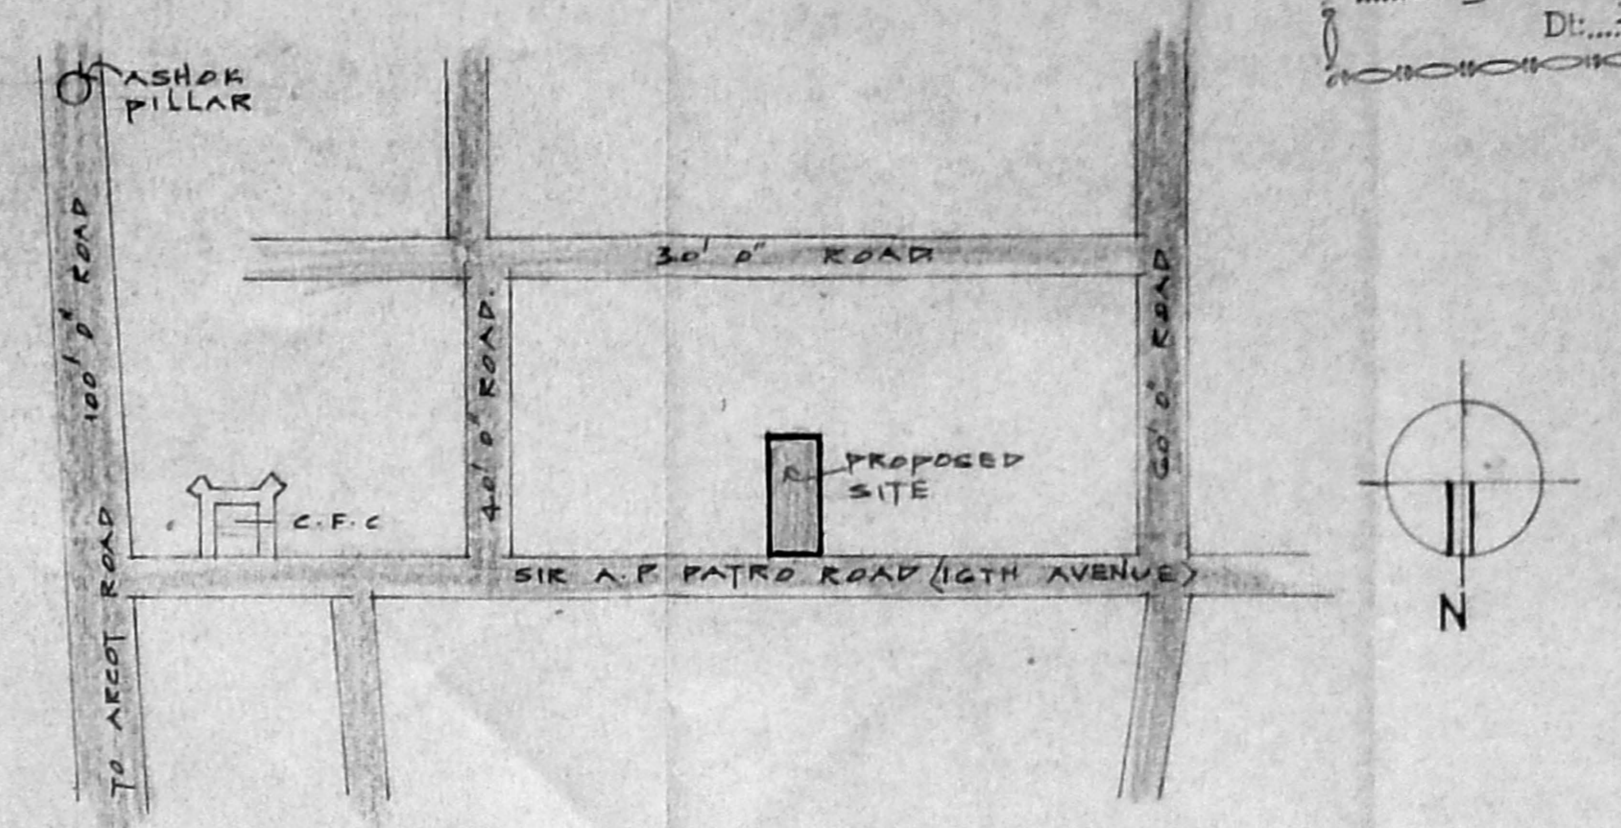 Dt:....
ASHOK
PILLAR
100' 0" ROAD
30' 0" ROAD
40' 0" ROAD.
60' 0" ROAD
PROPOSED
SITE
C.F.C
SIR A.P PATRO ROAD (16TH AVENUE)
TO ARCOT ROAD
N